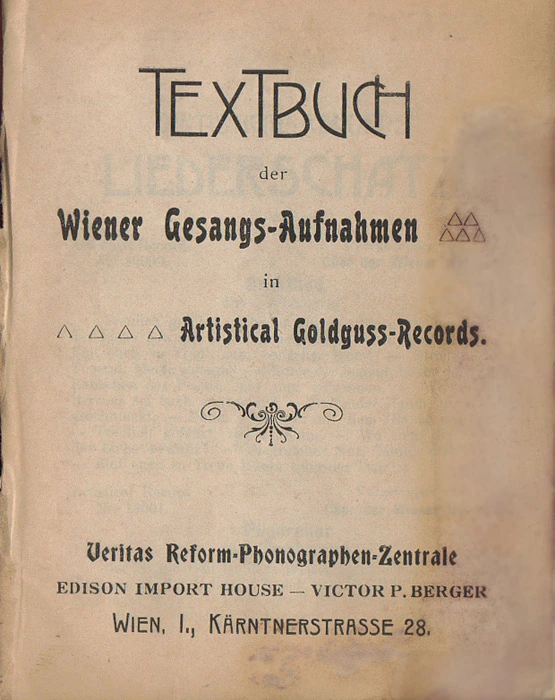 TEXTBUCH
der
Wiener Gesangs-Aufnahmen
in
Artistical Goldguss-Records.
Veritas Reform-Phonographen-Zentrale
EDISON IMPORT HOUSE — VICTOR P. BERGER
WIEN, I., KÄRNTNERSTRASSE 28.